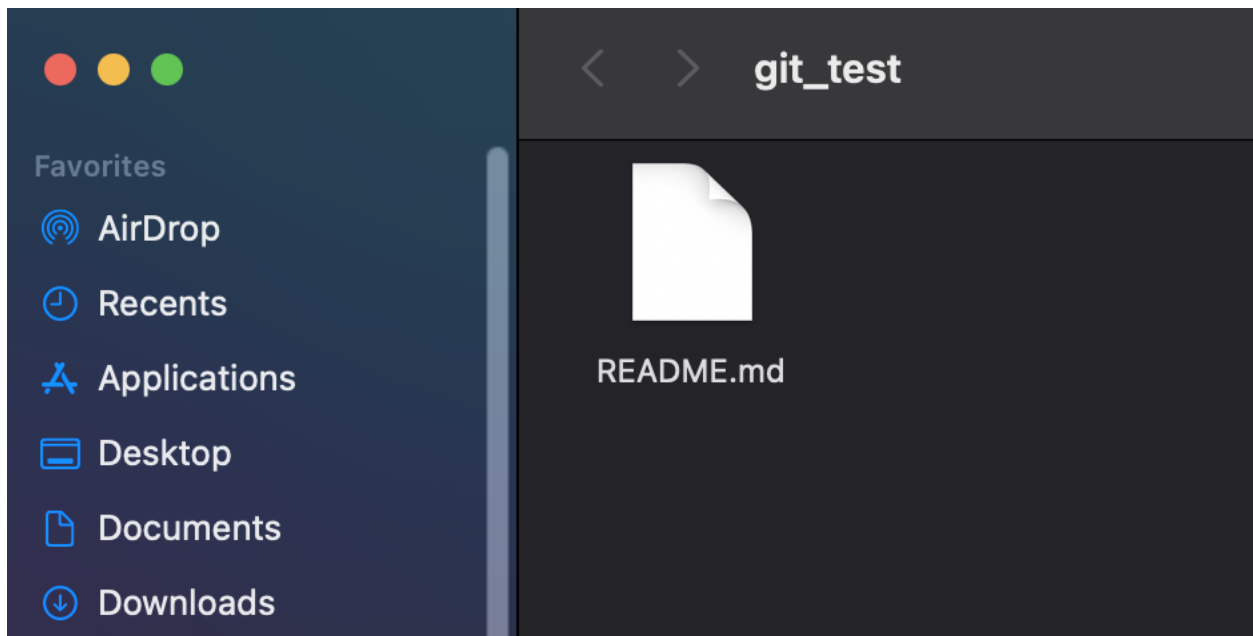 git_test
Favorites
AirDrop
Recents
Applications
Desktop
Documents
Downloads
README.md